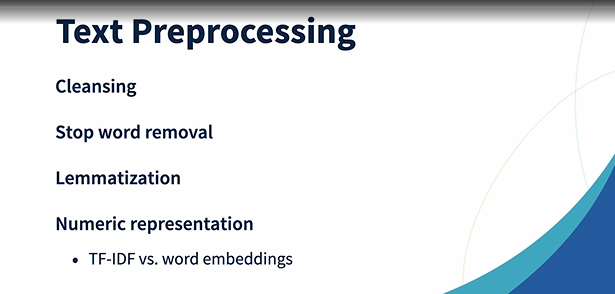 Text Preprocessing
Cleansing
Stop word removal
Lemmatization
Numeric representation
• TF-IDF vs. word embeddings